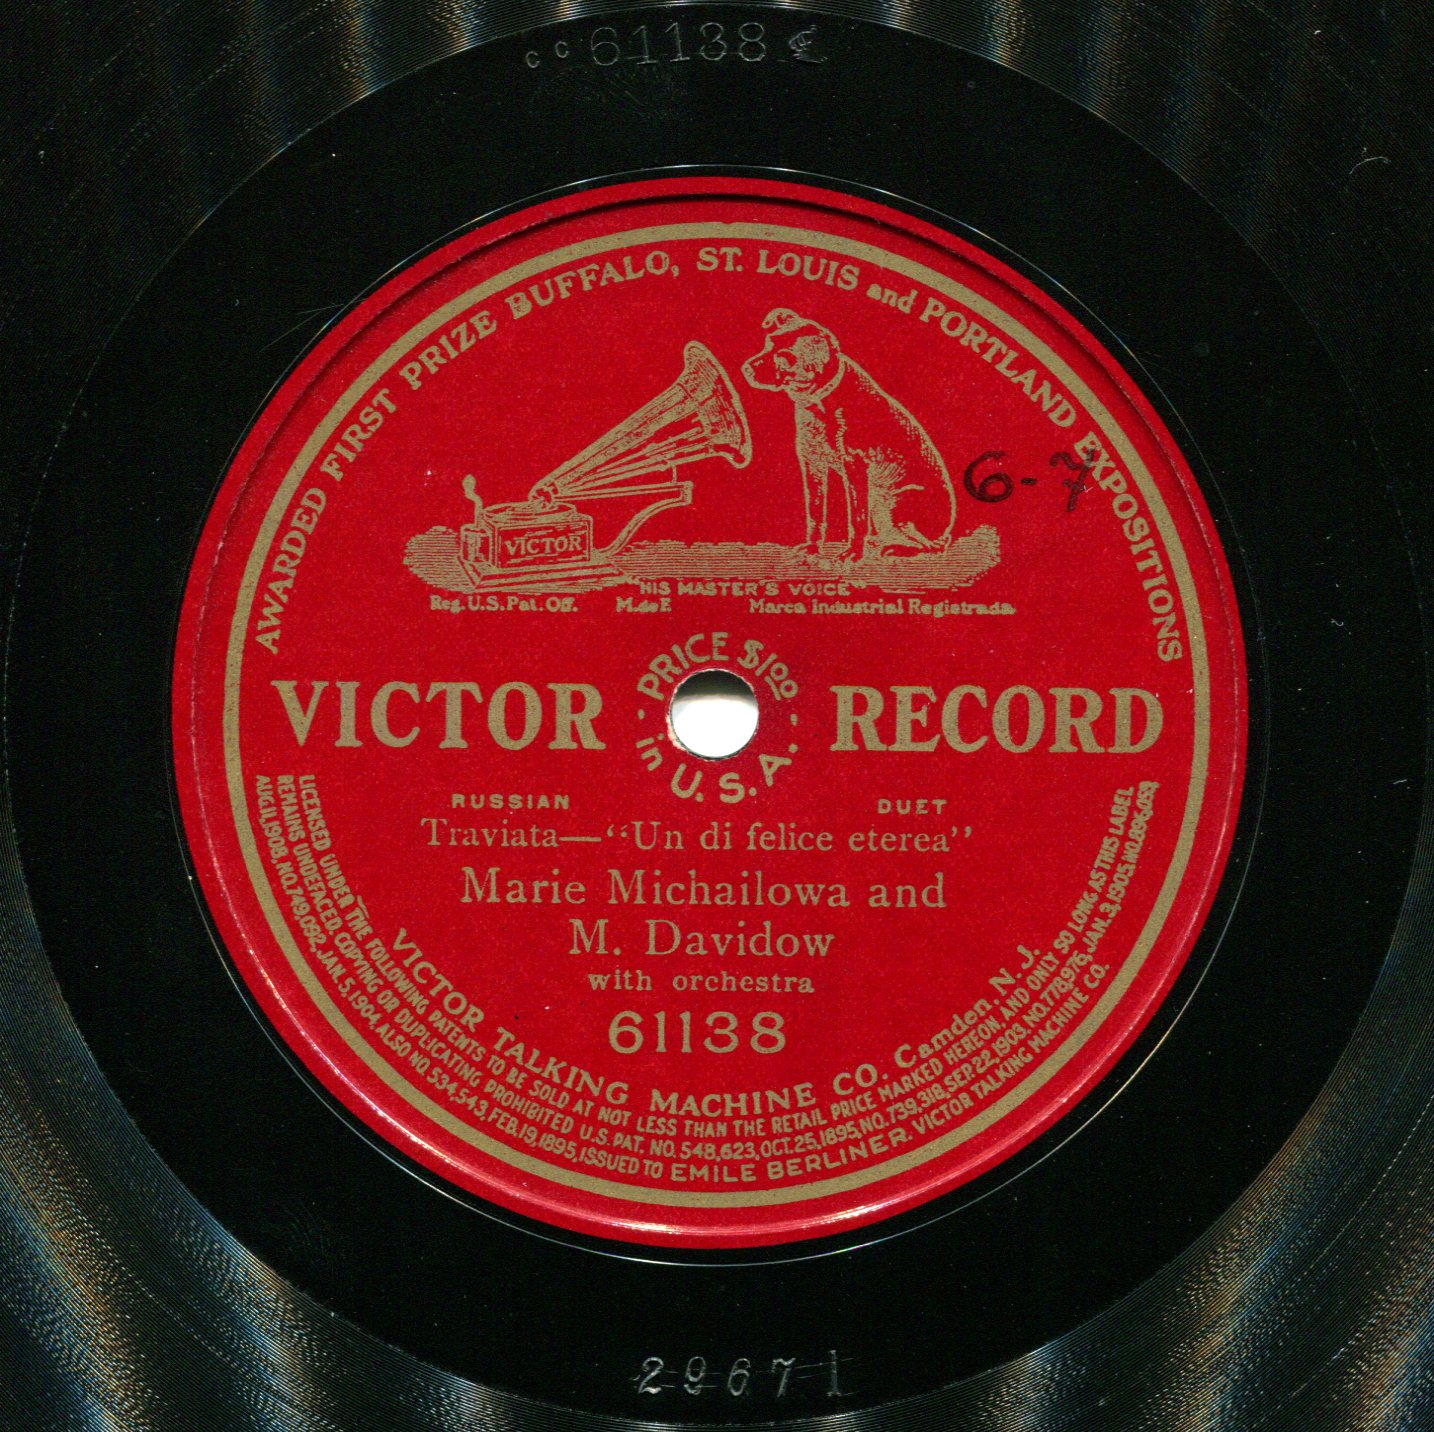 cc61138
AWARDED FIRST PRIZE BUFFALO, ST. LOUIS and PORTLAND EXPOSITIONS
6-7
VICTOR
"HIS MASTER'S VOICE"
Reg. U.S. Pat. Off. M. de F. Marca Industrial Registrada
PRICE $1.00 in U.S.A.
VICTOR RECORD
RUSSIAN DUET
Traviata—"Un di felice eterea"
Marie Michailowa and
M. Davidow
with orchestra
61138
VICTOR TALKING MACHINE CO. Camden, N. J.
LICENSED UNDER THE FOLLOWING PATENTS TO BE SOLD AT NOT LESS THAN THE RETAIL PRICE MARKED HEREON, AND ONLY SO LONG AS THIS LABEL
REMAINS UNDEFACED, COPYING OR DUPLICATING PROHIBITED U.S. PAT. NO. 548,623, OCT. 25, 1895, NO. 739,318, SEP. 22, 1903, NO. 778,976, JAN. 3, 1905, NO. 896,059,
AUG. 11, 1908, NO. 749,092, JAN. 5, 1904, ALSO NO. 534,543, FEB. 19, 1895, ISSUED TO EMILE BERLINER. VICTOR TALKING MACHINE CO.
29671